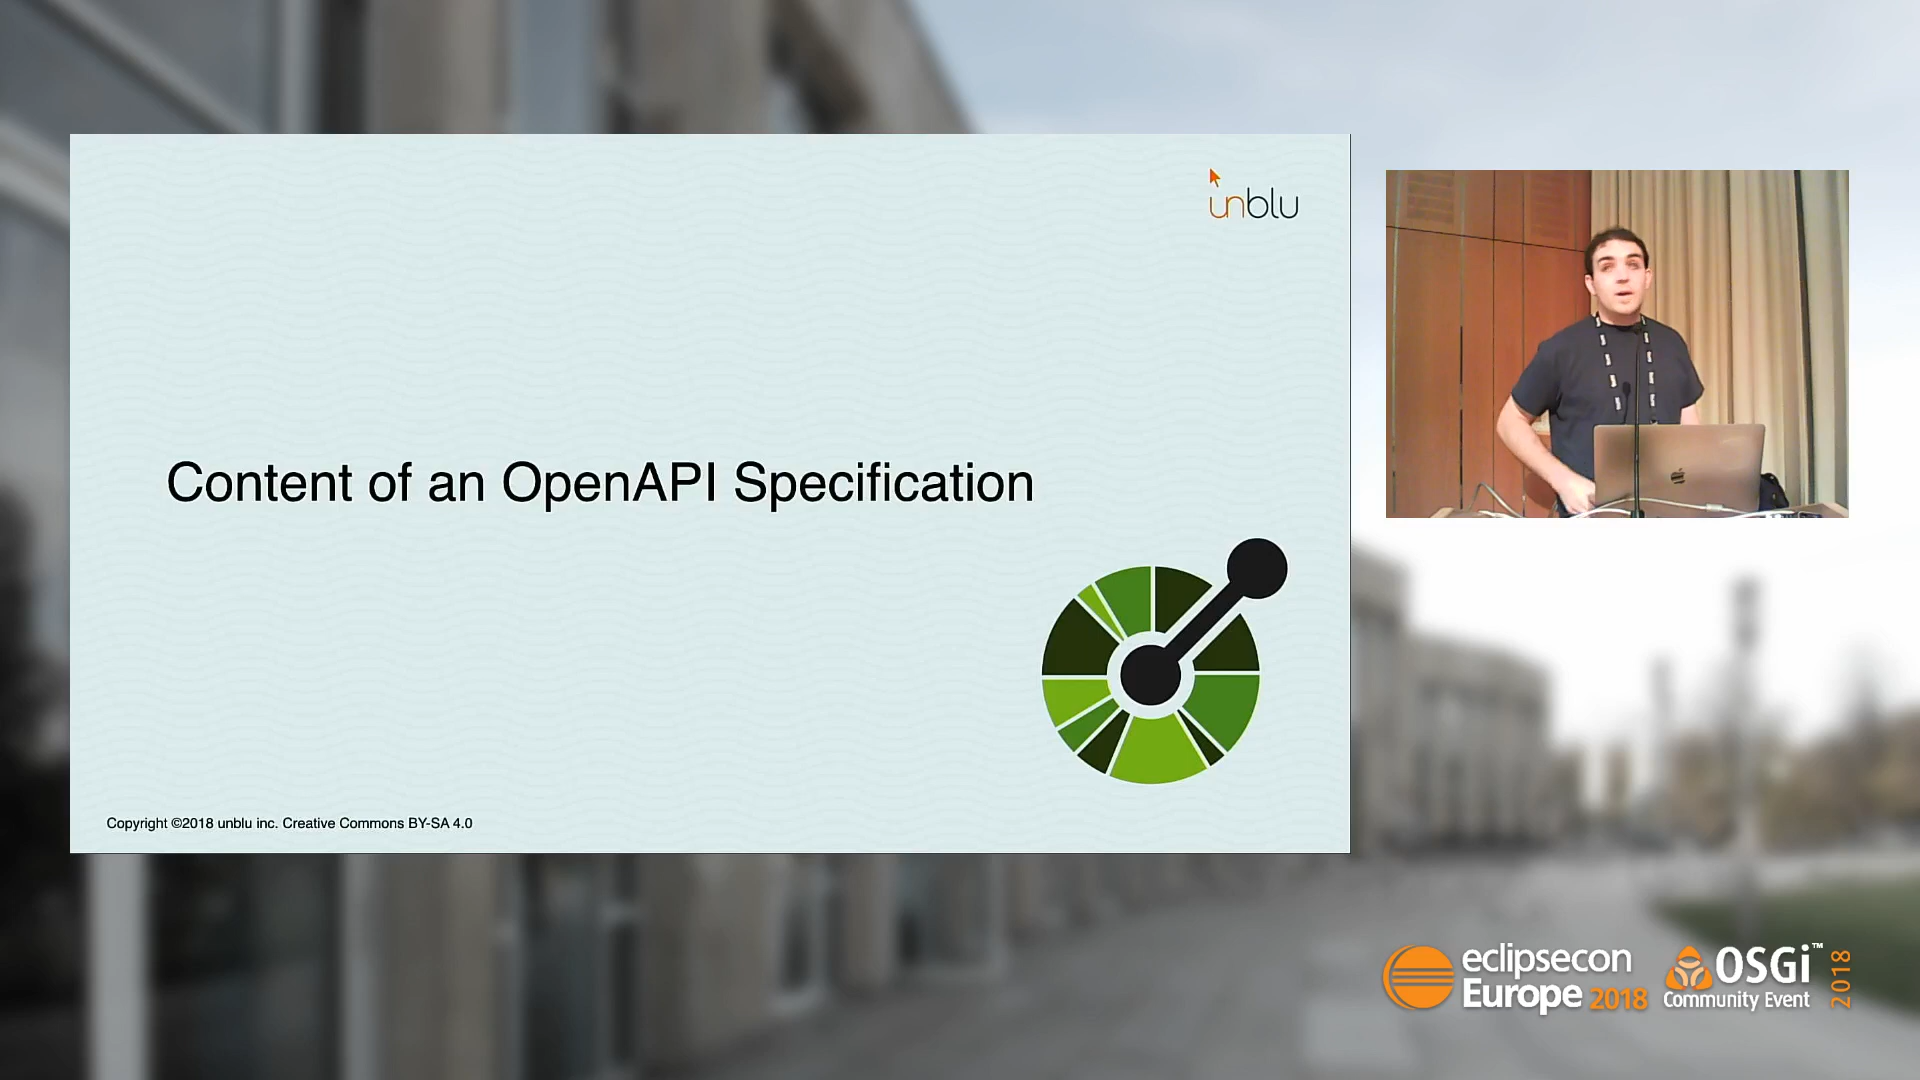 unblu
Content of an OpenAPI Specification
Copyright ©2018 unblu inc. Creative Commons BY-SA 4.0
eclipsecon
Europe 2018
OSGi™
Community Event
2018